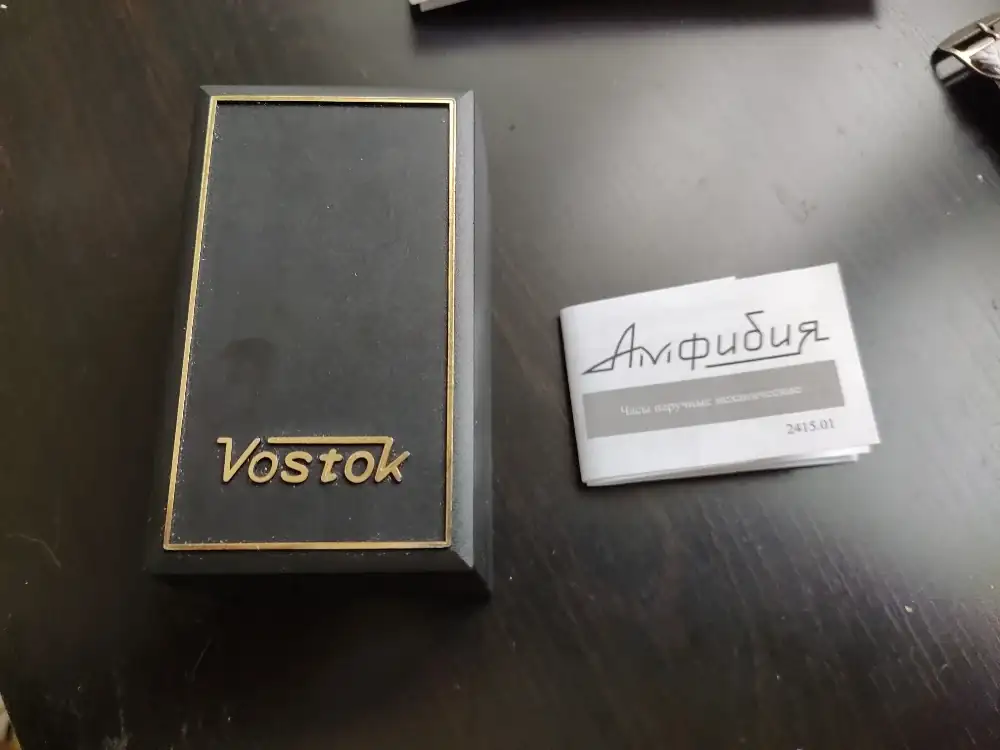 Vostok
Амфибия
Часы наручные механические
2415.01